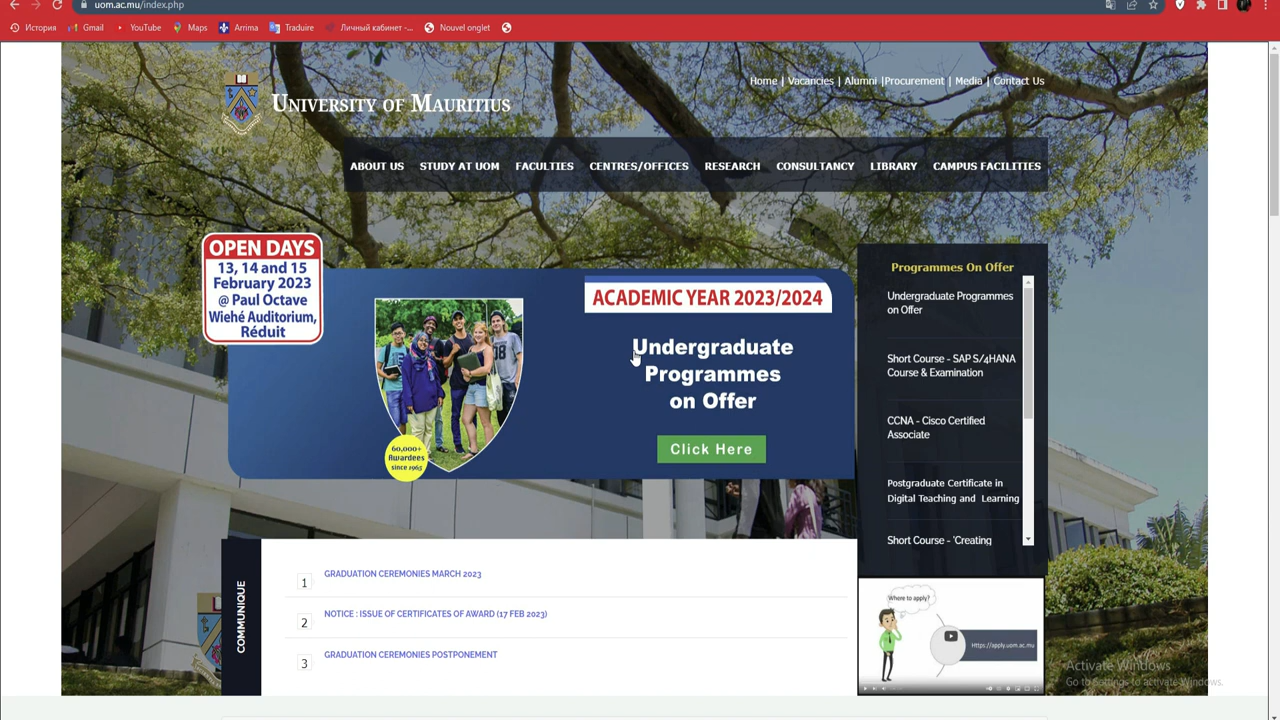 uom.ac.mu/index.php
История Gmail YouTube Maps Arrima Traduire Личный кабинет -... Nouvel onglet
Home | Vacancies | Alumni |Procurement | Media | Contact Us
UNIVERSITY OF MAURITIUS
ABOUT US STUDY AT UOM FACULTIES CENTRES/OFFICES RESEARCH CONSULTANCY LIBRARY CAMPUS FACILITIES
OPEN DAYS
13, 14 and 15
February 2023
@ Paul Octave
Wiehé Auditorium,
Réduit
ACADEMIC YEAR 2023/2024
Undergraduate
Programmes
on Offer
Click Here
60,000+
Awardees
since 1965
Programmes On Offer
Undergraduate Programmes
on Offer
Short Course - SAP S/4HANA
Course & Examination
CCNA - Cisco Certified
Associate
Postgraduate Certificate in
Digital Teaching and Learning
Short Course - 'Creating
COMMUNIQUE
1 GRADUATION CEREMONIES MARCH 2023
2 NOTICE : ISSUE OF CERTIFICATES OF AWARD (17 FEB 2023)
3 GRADUATION CEREMONIES POSTPONEMENT
Where to apply?
Https://apply.uom.ac.mu
Activate Windows
Go to Settings to activate Windows.